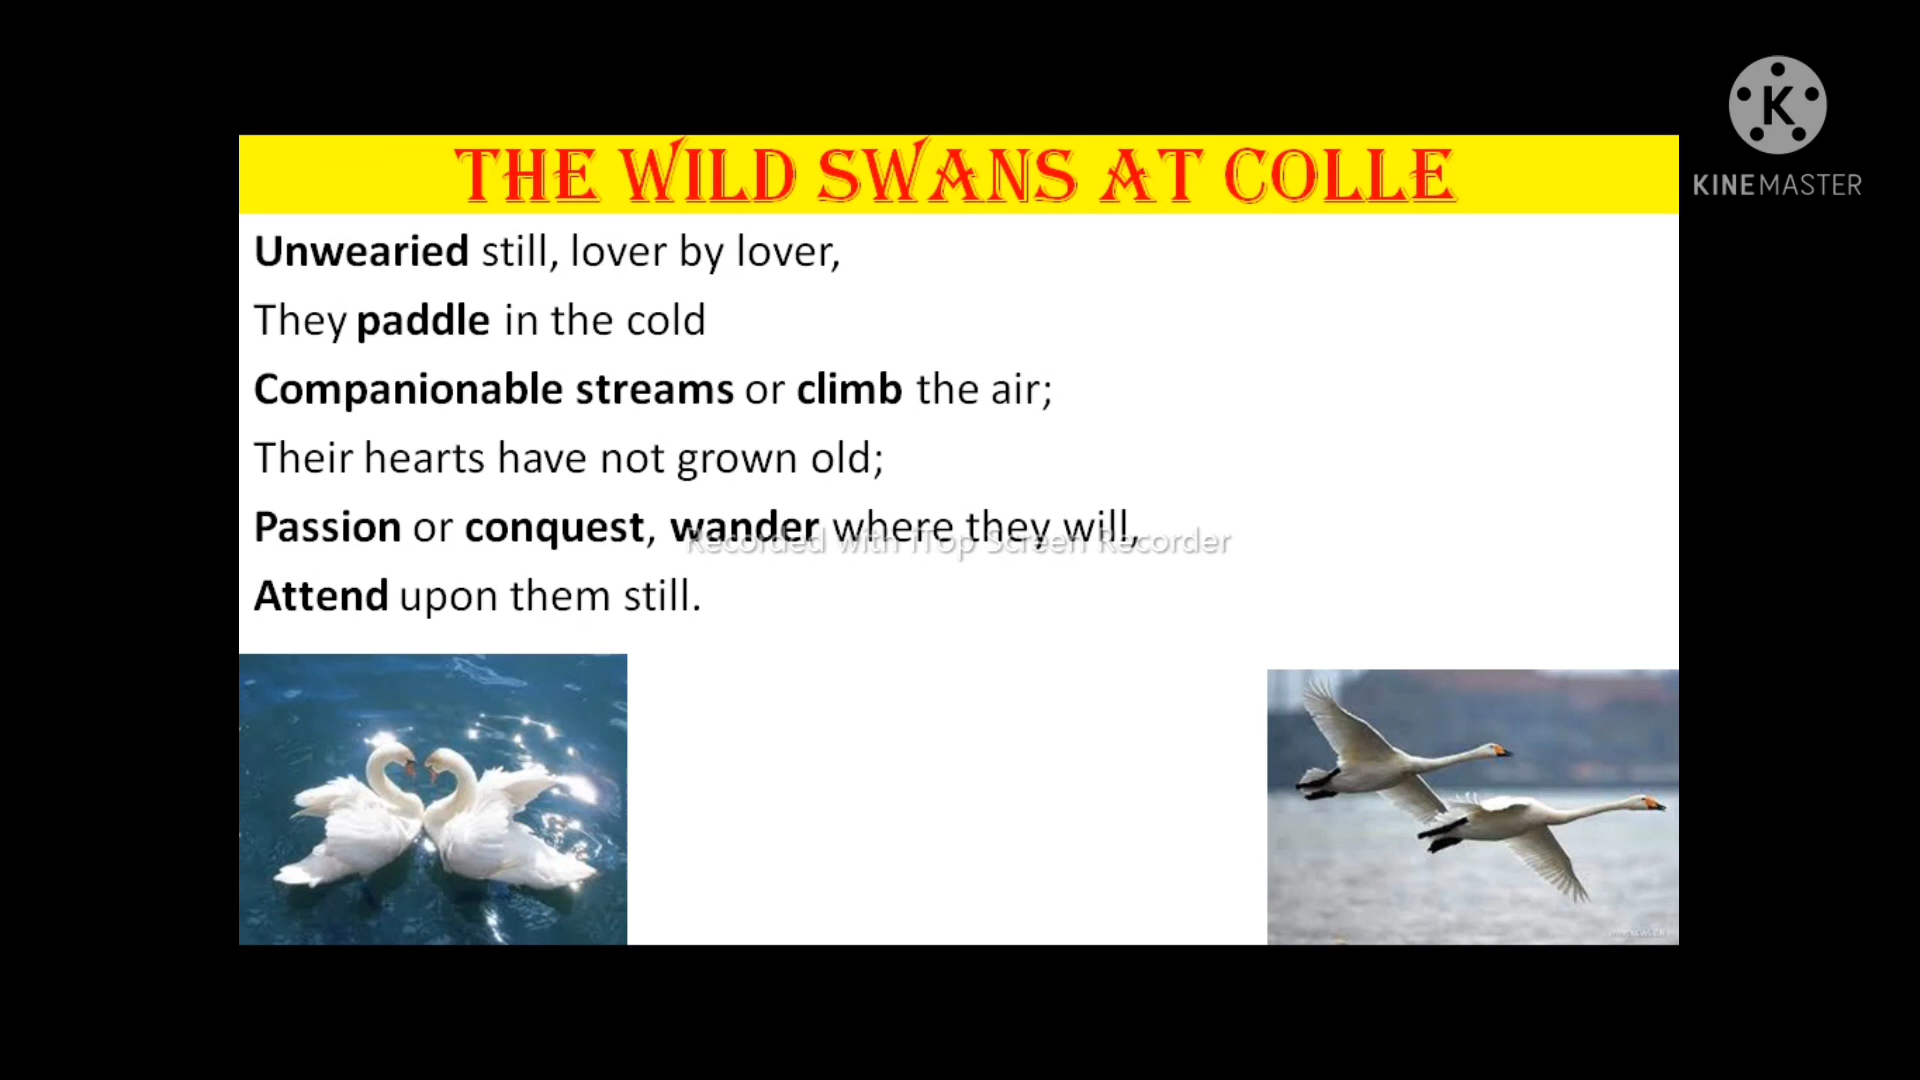 K
KINEMASTER
THE WILD SWANS AT COLLE
Unwearied still, lover by lover,
They paddle in the cold
Companionable streams or climb the air;
Their hearts have not grown old;
Passion or conquest, wander where they will,
Recorded with iTop Screen Recorder
Attend upon them still.